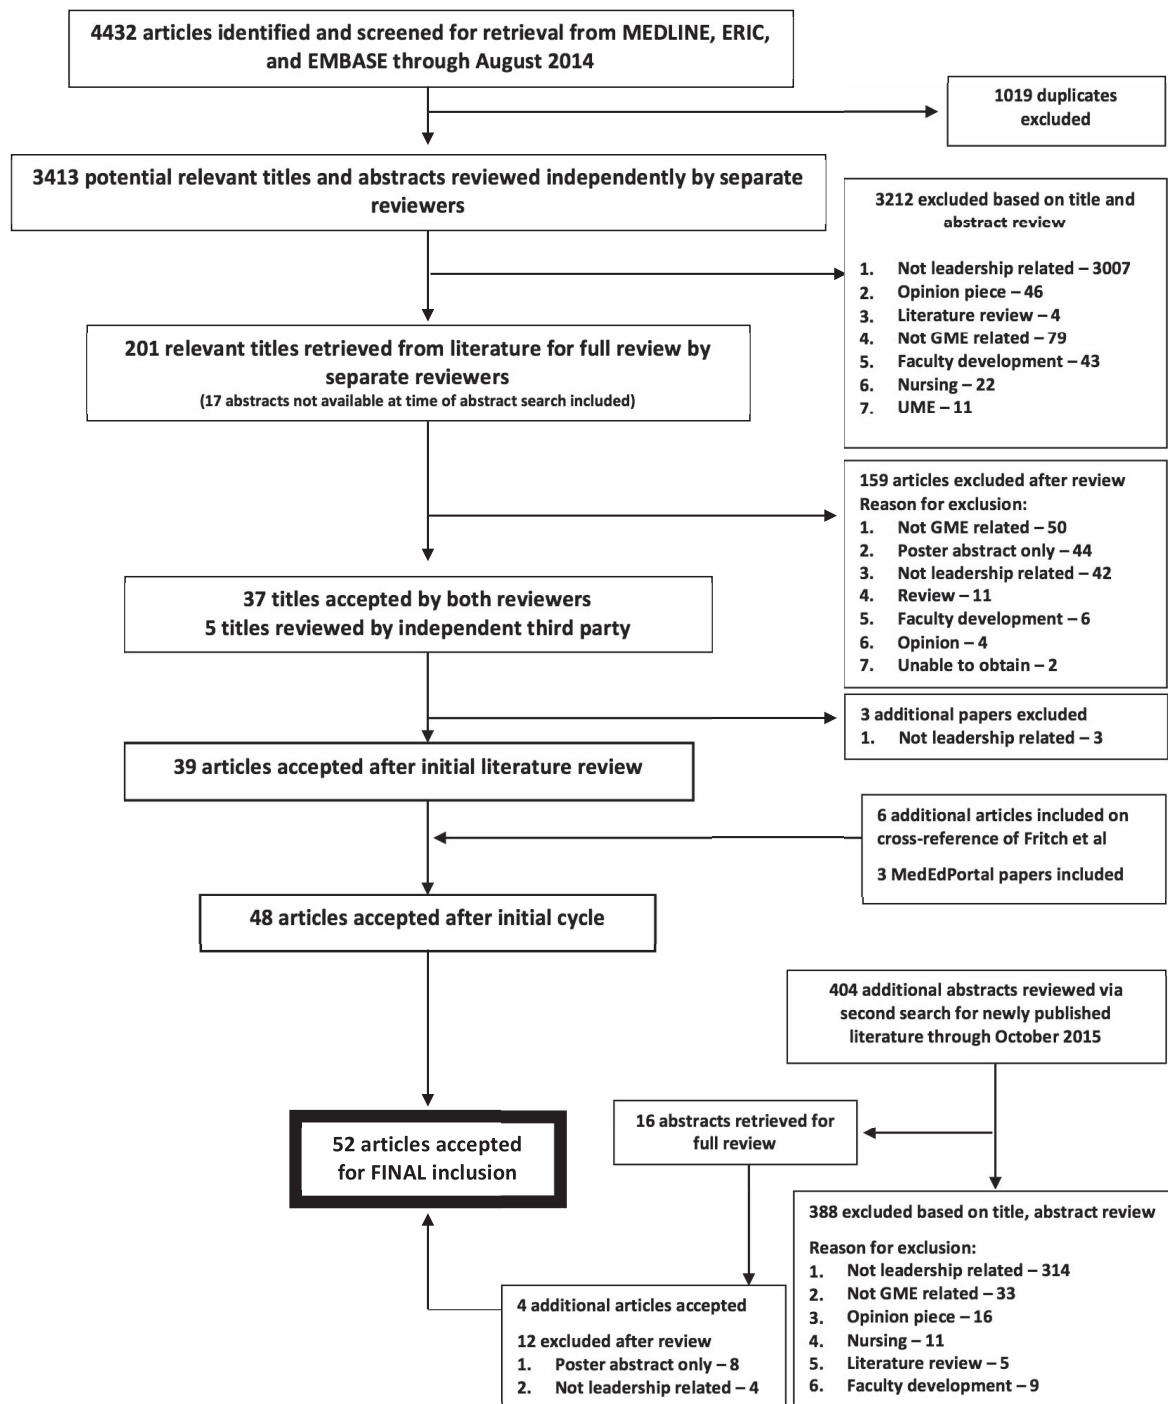 4432 articles identified and screened for retrieval from MEDLINE, ERIC,
and EMBASE through August 2014
1019 duplicates
excluded
3413 potential relevant titles and abstracts reviewed independently by separate
reviewers
3212 excluded based on title and
abstract review
1. Not leadership related – 3007
2. Opinion piece – 46
3. Literature review – 4
4. Not GME related – 79
5. Faculty development – 43
6. Nursing – 22
7. UME – 11
201 relevant titles retrieved from literature for full review by
separate reviewers
(17 abstracts not available at time of abstract search included)
159 articles excluded after review
Reason for exclusion:
1. Not GME related – 50
2. Poster abstract only – 44
3. Not leadership related – 42
4. Review – 11
5. Faculty development – 6
6. Opinion – 4
7. Unable to obtain – 2
37 titles accepted by both reviewers
5 titles reviewed by independent third party
3 additional papers excluded
1. Not leadership related – 3
39 articles accepted after initial literature review
6 additional articles included on
cross-reference of Fritch et al
3 MedEdPortal papers included
48 articles accepted after initial cycle
404 additional abstracts reviewed via
second search for newly published
literature through October 2015
16 abstracts retrieved for
full review
52 articles accepted
for FINAL inclusion
388 excluded based on title, abstract review
Reason for exclusion:
1. Not leadership related – 314
2. Not GME related – 33
3. Opinion piece – 16
4. Nursing – 11
5. Literature review – 5
6. Faculty development – 9
4 additional articles accepted
12 excluded after review
1. Poster abstract only – 8
2. Not leadership related – 4